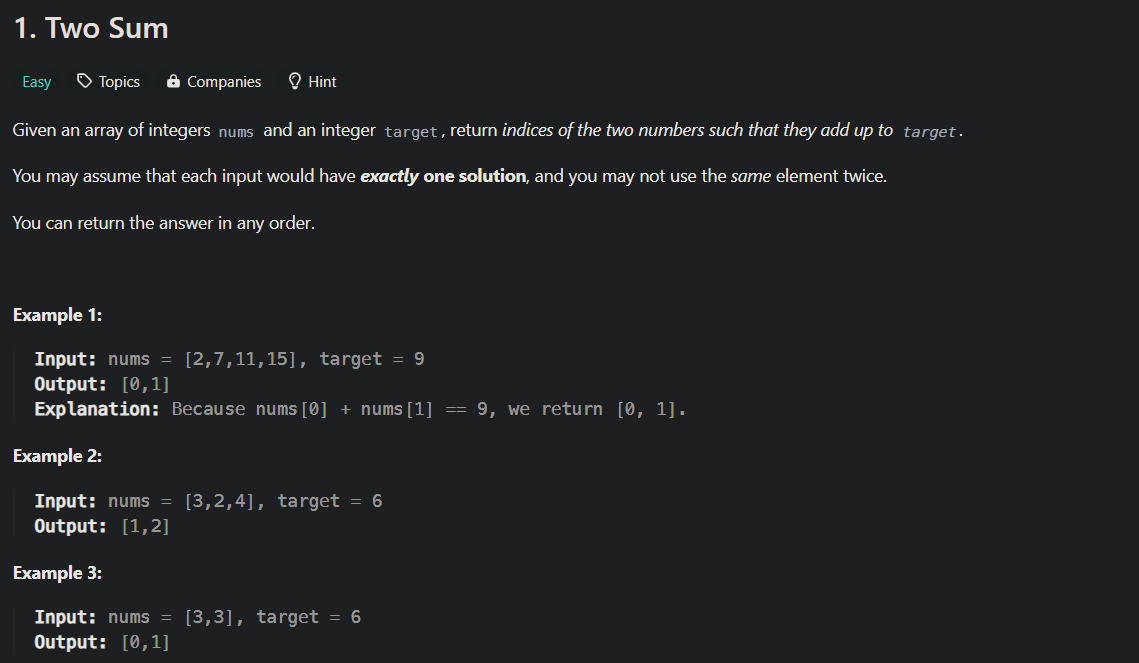 1. Two Sum
Easy Topics Companies Hint
Given an array of integers nums and an integer target, return indices of the two numbers such that they add up to target.
You may assume that each input would have exactly one solution, and you may not use the same element twice.
You can return the answer in any order.
Example 1:
Input: nums = [2,7,11,15], target = 9
Output: [0,1]
Explanation: Because nums[0] + nums[1] == 9, we return [0, 1].
Example 2:
Input: nums = [3,2,4], target = 6
Output: [1,2]
Example 3:
Input: nums = [3,3], target = 6
Output: [0,1]